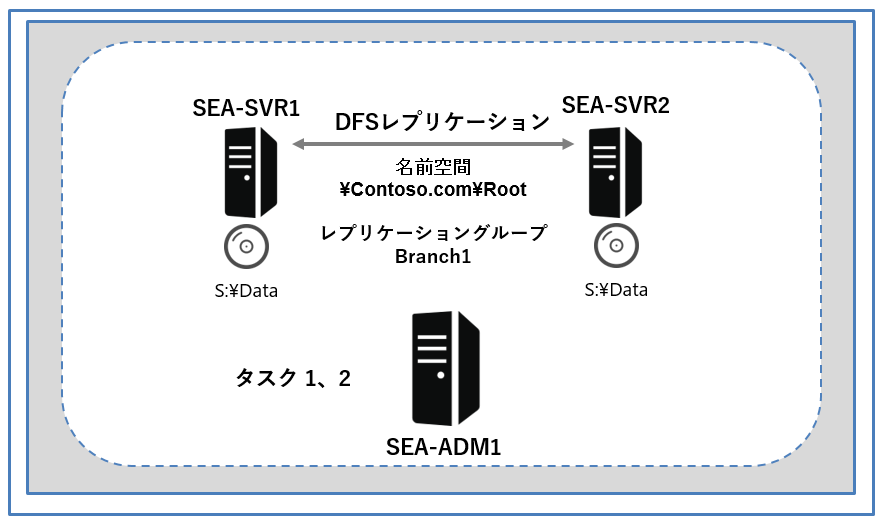 SEA-SVR1
SEA-SVR2
DFSレプリケーション
名前空間
¥Contoso.com¥Root
レプリケーショングループ
Branch1
S:¥Data
S:¥Data
タスク 1、2
SEA-ADM1